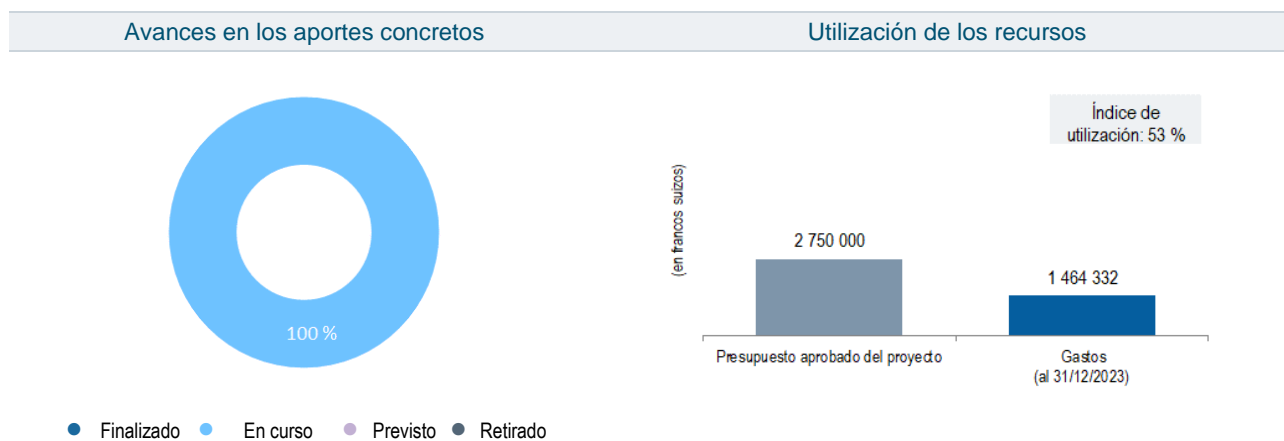 Avances en los aportes concretos
Utilización de los recursos
100 %
Finalizado
En curso
Previsto
Retirado
Índice de
utilización: 53 %
(en francos suizos)
2 750 000
1 464 332
Presupuesto aprobado del proyecto
Gastos
(al 31/12/2023)